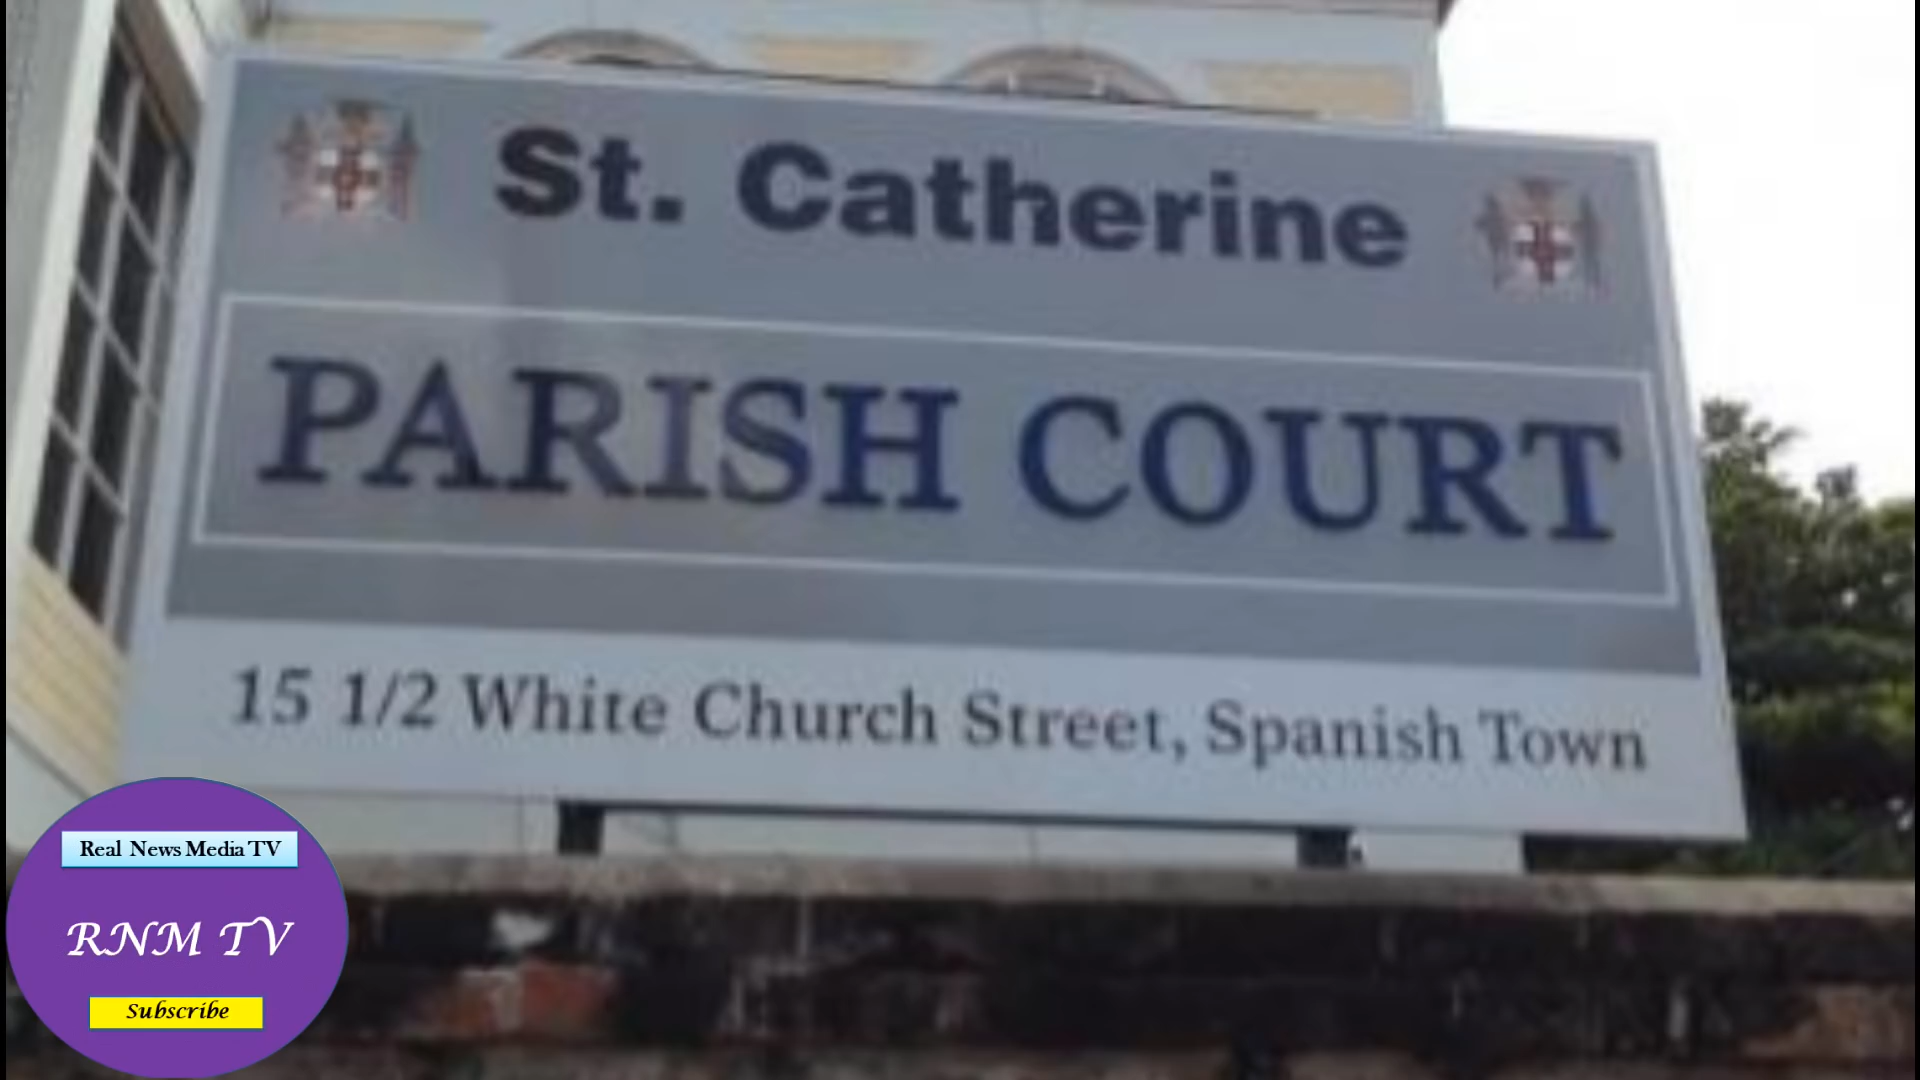 St. Catherine
PARISH COURT
15 1/2 White Church Street, Spanish Town
Real News Media TV
RNM TV
Subscribe